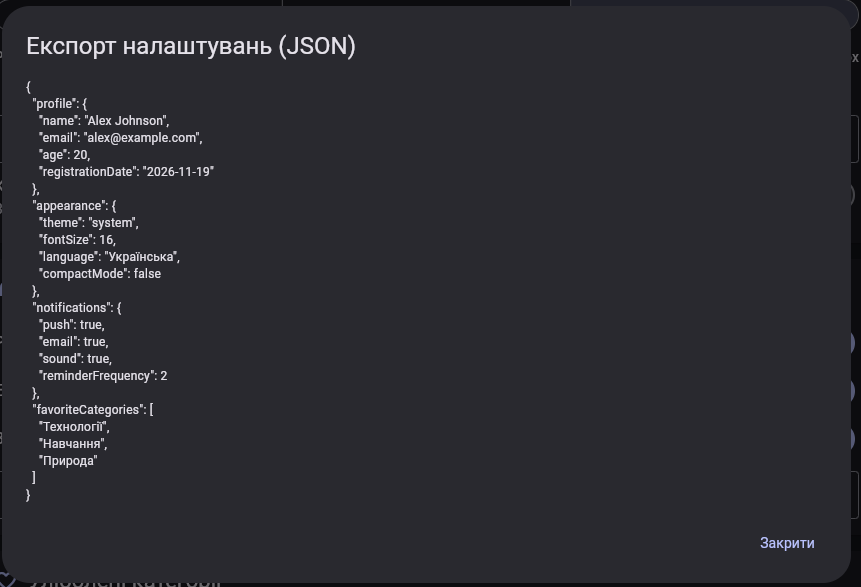 Експорт налаштувань (JSON)
{
  "profile": {
    "name": "Alex Johnson",
    "email": "alex@example.com",
    "age": 20,
    "registrationDate": "2026-11-19"
  },
  "appearance": {
    "theme": "system",
    "fontSize": 16,
    "language": "Українська",
    "compactMode": false
  },
  "notifications": {
    "push": true,
    "email": true,
    "sound": true,
    "reminderFrequency": 2
  },
  "favoriteCategories": [
    "Технології",
    "Навчання",
    "Природа"
  ]
}
Закрити